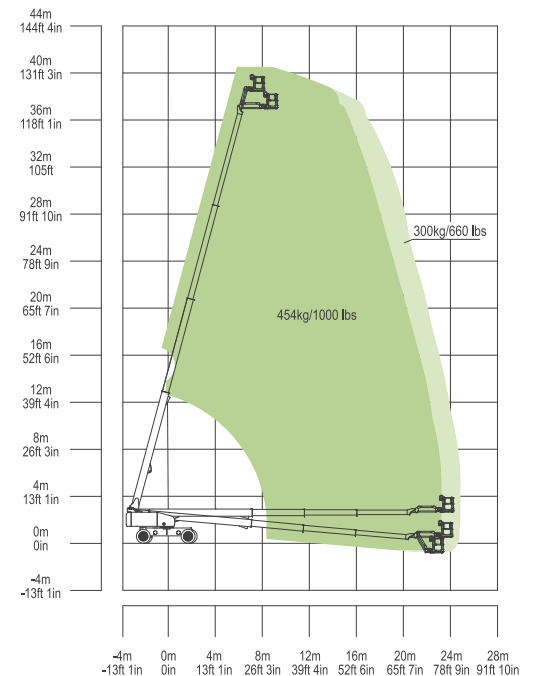 44m
144ft 4in
40m
131ft 3in
36m
118ft 1in
32m
105ft
28m
91ft 10in
24m
78ft 9in
20m
65ft 7in
16m
52ft 6in
12m
39ft 4in
8m
26ft 3in
4m
13ft 1in
0m
0in
-4m
-13ft 1in
300kg/660 lbs
454kg/1000 lbs
-4m 0m 4m 8m 12m 16m 20m 24m 28m
-13ft 1in 0in 13ft 1in 26ft 3in 39ft 4in 52ft 6in 65ft 7in 78ft 9in 91ft 10in